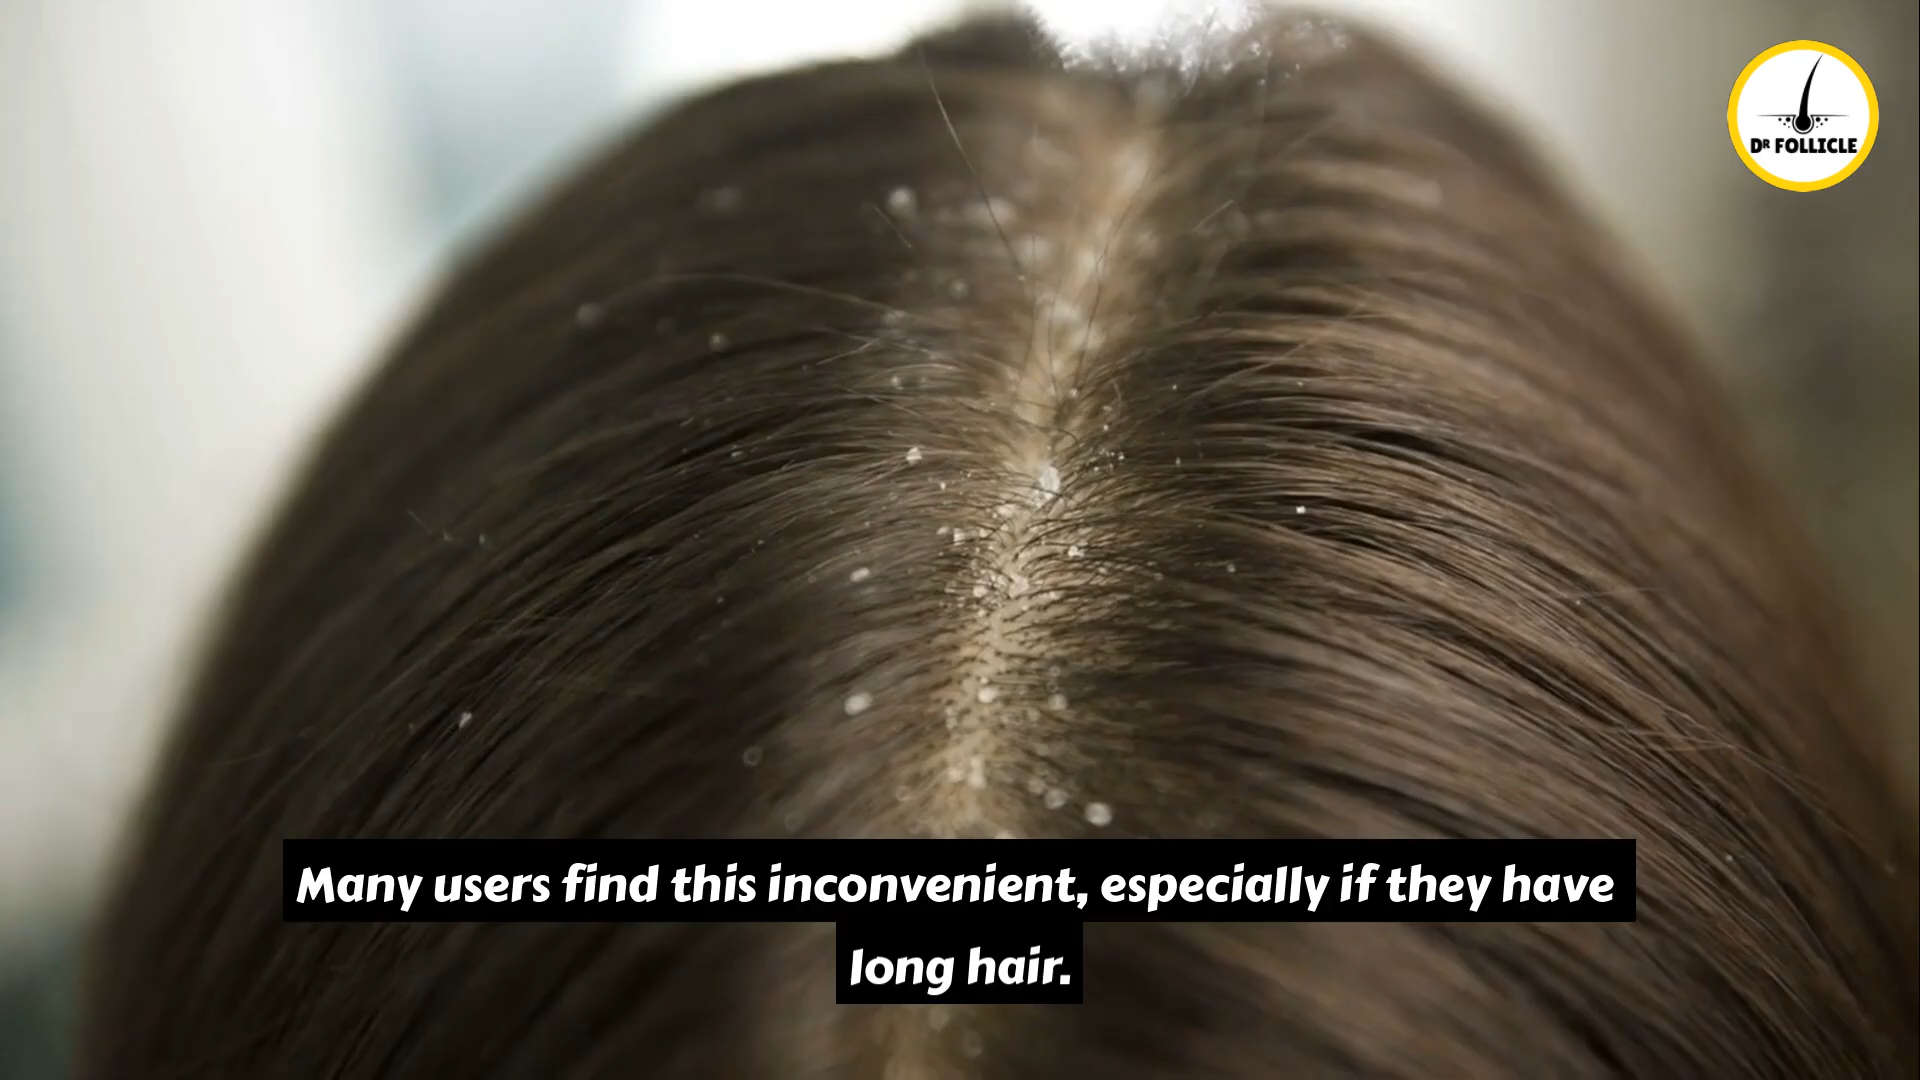 DR FOLLICLE
Many users find this inconvenient, especially if they have
long hair.